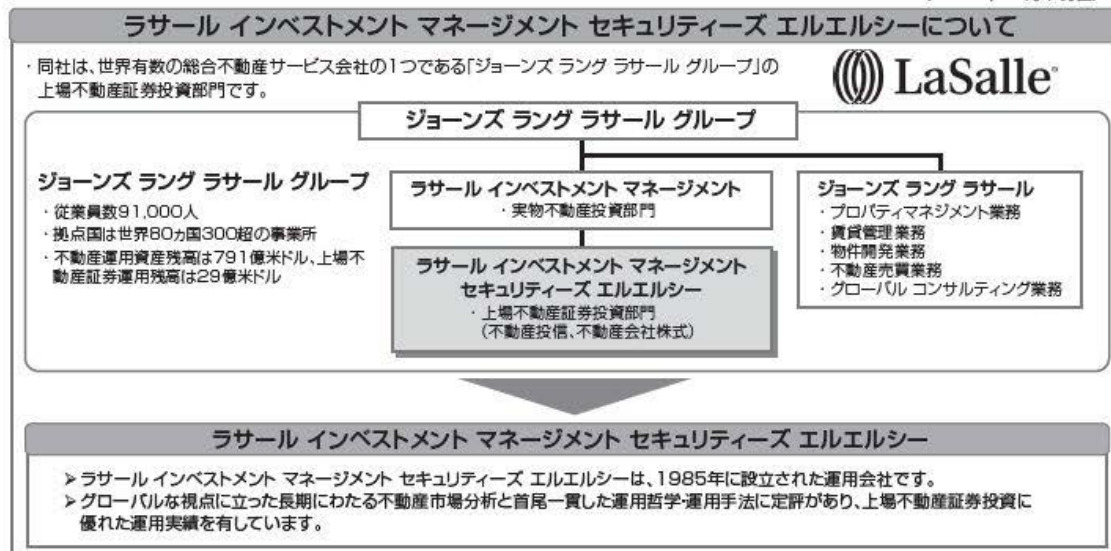 ラサール インベストメント マネージメント セキュリティーズ エルエルシーについて
・同社は、世界有数の総合不動産サービス会社の1つである「ジョーンズ ラング ラサール グループ」の
上場不動産証券投資部門です。
LaSalle
ジョーンズ ラング ラサール グループ
ジョーンズ ラング ラサール グループ
・従業員数91,000人
・拠点国は世界80ヵ国300超の事業所
・不動産運用資産残高は791億米ドル、上場不
動産証券運用残高は29億米ドル
ラサール インベストメント マネージメント
・実物不動産投資部門
ラサール インベストメント マネージメント
セキュリティーズ エルエルシー
・上場不動産証券投資部門
(不動産投信、不動産会社株式)
ジョーンズ ラング ラサール
・プロパティマネジメント業務
・賃貸管理業務
・物件開発業務
・不動産売買業務
・グローバル コンサルティング業務
ラサール インベストメント マネージメント セキュリティーズ エルエルシー
➢ラサール インベストメント マネージメント セキュリティーズ エルエルシーは、1985年に設立された運用会社です。
➢グローバルな視点に立った長期にわたる不動産市場分析と首尾一貫した運用哲学・運用手法に定評があり、上場不動産証券投資に
優れた運用実績を有しています。